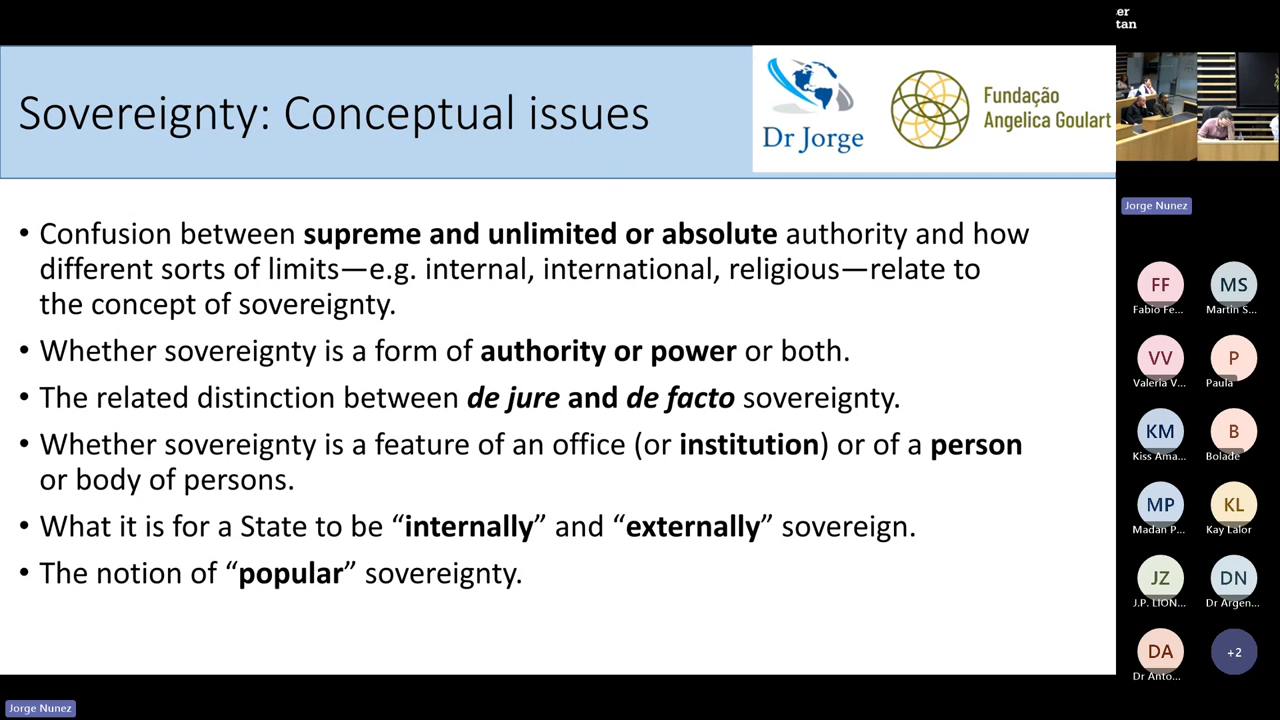 er
tan
Sovereignty: Conceptual issues
Dr Jorge
Fundação
Angelica Goulart
• Confusion between supreme and unlimited or absolute authority and how
different sorts of limits—e.g. internal, international, religious—relate to
the concept of sovereignty.
• Whether sovereignty is a form of authority or power or both.
• The related distinction between de jure and de facto sovereignty.
• Whether sovereignty is a feature of an office (or institution) or of a person
or body of persons.
• What it is for a State to be “internally” and “externally” sovereign.
• The notion of “popular” sovereignty.
Jorge Nunez
FF
Fabio Fe...
MS
Martin S...
VV
Valeria V...
P
Paula
KM
Kiss Ama...
B
Bolade
MP
Madan P...
KL
Kay Lalor
JZ
J.P. LION...
DN
Dr Argen...
DA
Dr Anto...
+2
Jorge Nunez